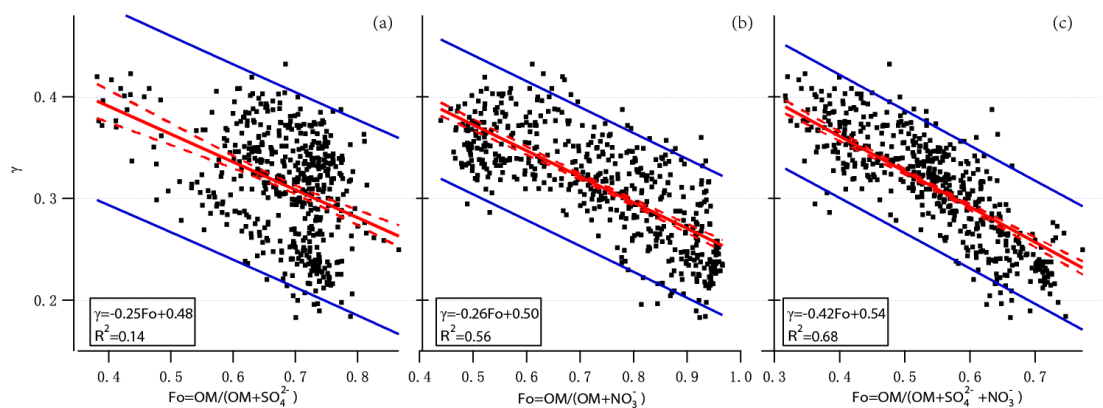 (a)
(b)
(c)
γ
0.4
0.3
0.2
γ=-0.25Fo+0.48
R²=0.14
γ=-0.26Fo+0.50
R²=0.56
γ=-0.42Fo+0.54
R²=0.68
0.4 0.5 0.6 0.7 0.8
0.4 0.5 0.6 0.7 0.8 0.9 1.0
0.3 0.4 0.5 0.6 0.7
Fo=OM/(OM+SO₄²⁻)
Fo=OM/(OM+NO₃⁻)
Fo=OM/(OM+SO₄²⁻+NO₃⁻)